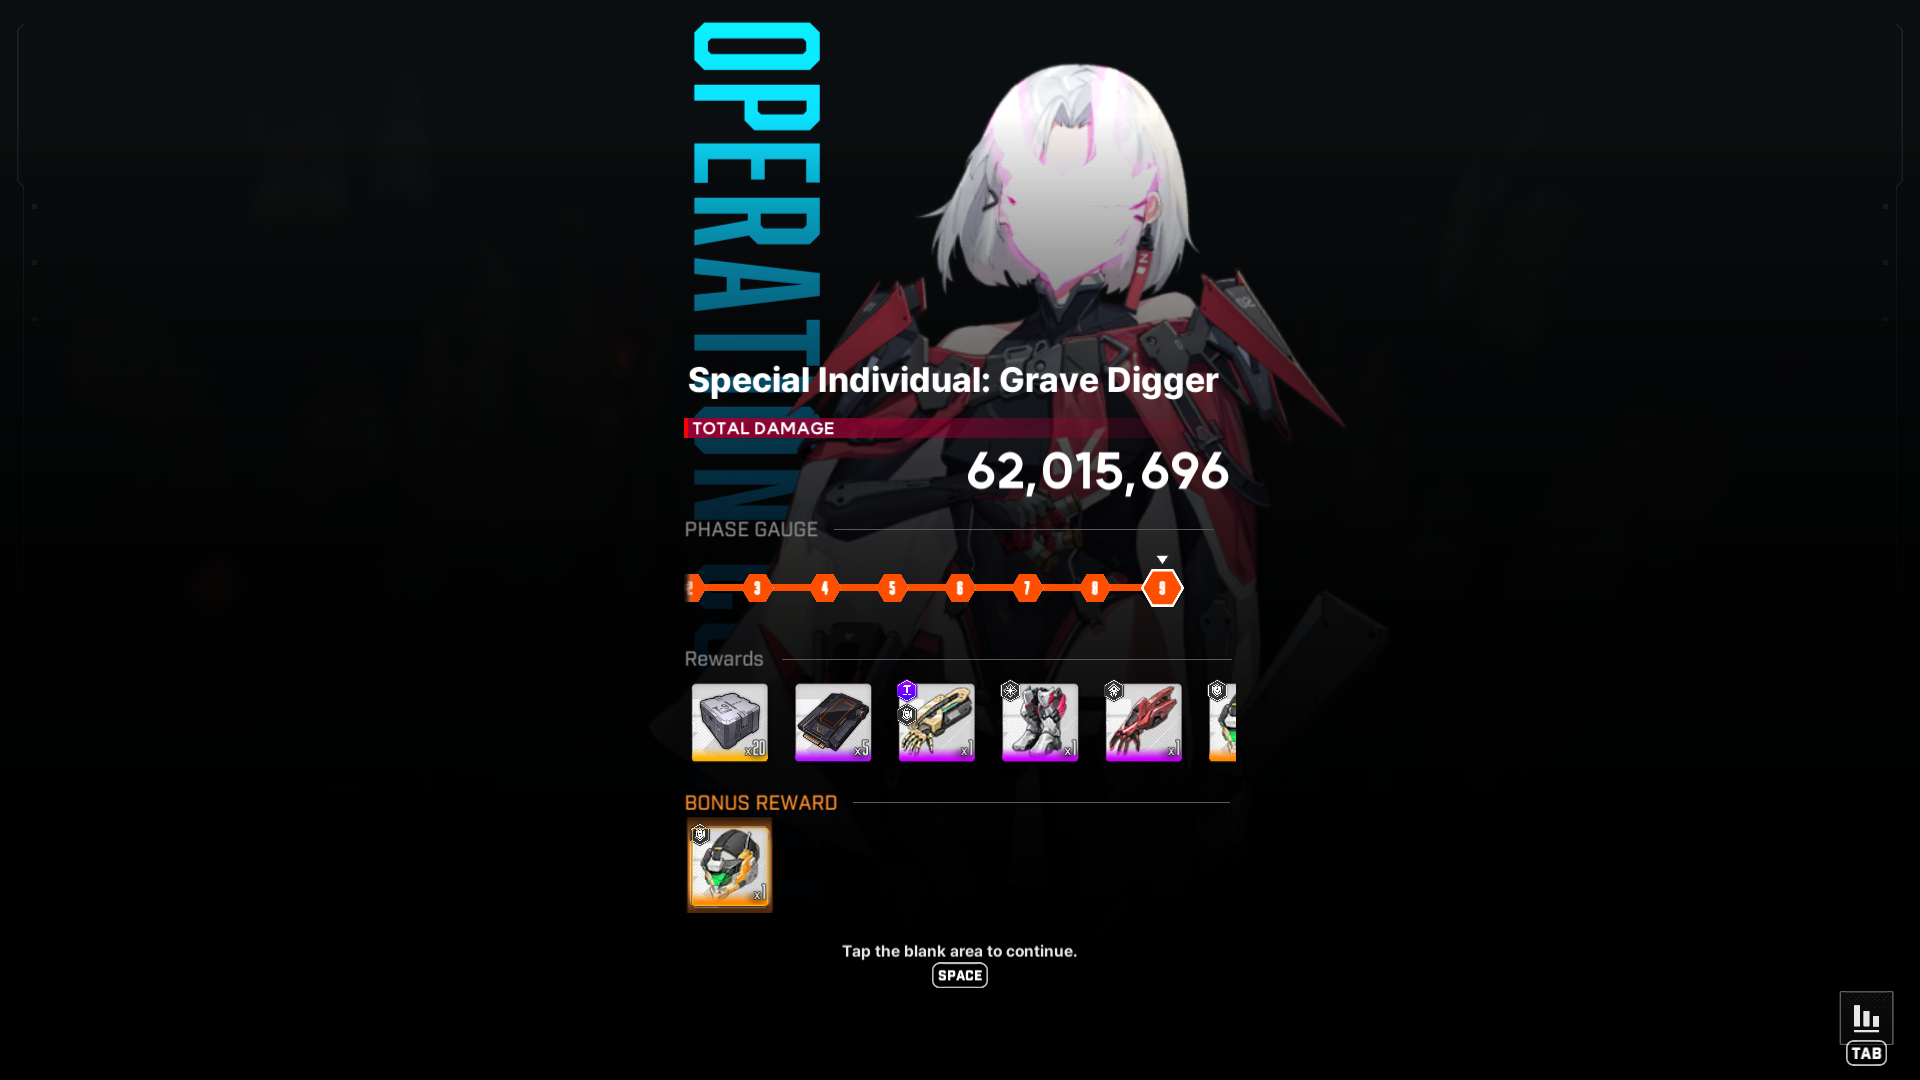 OPERATION
Special Individual: Grave Digger
TOTAL DAMAGE
62,015,696
PHASE GAUGE
2 3 4 5 6 7 8 9
Rewards
x20 x5 x1 x1 x1
BONUS REWARD
x1
Tap the blank area to continue.
SPACE
TAB